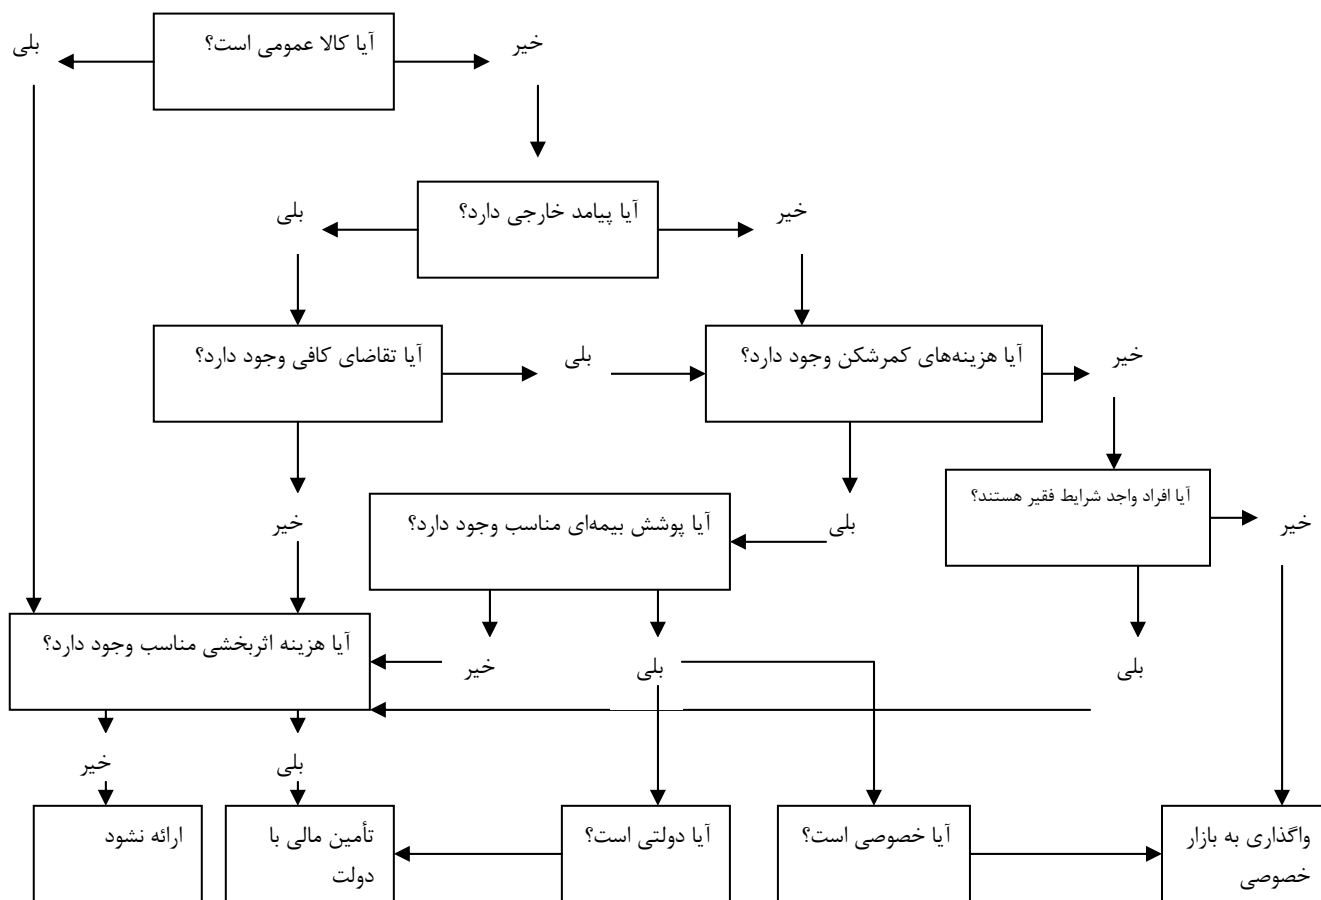 آیا کالا عمومی است؟
خیر
بلی
آیا پیامد خارجی دارد؟
خیر
بلی
آیا هزینه‌های کمرشکن وجود دارد؟
خیر
بلی
آیا تقاضای کافی وجود دارد؟
آیا افراد واجد شرایط فقیر هستند؟
خیر
آیا پوشش بیمه‌ای مناسب وجود دارد؟
بلی
خیر
آیا هزینه اثربخشی مناسب وجود دارد؟
بلی
بلی
خیر
بلی
خیر
واگذاری به بازار
خصوصی
آیا خصوصی است؟
آیا دولتی است؟
تأمین مالی با
دولت
ارائه نشود